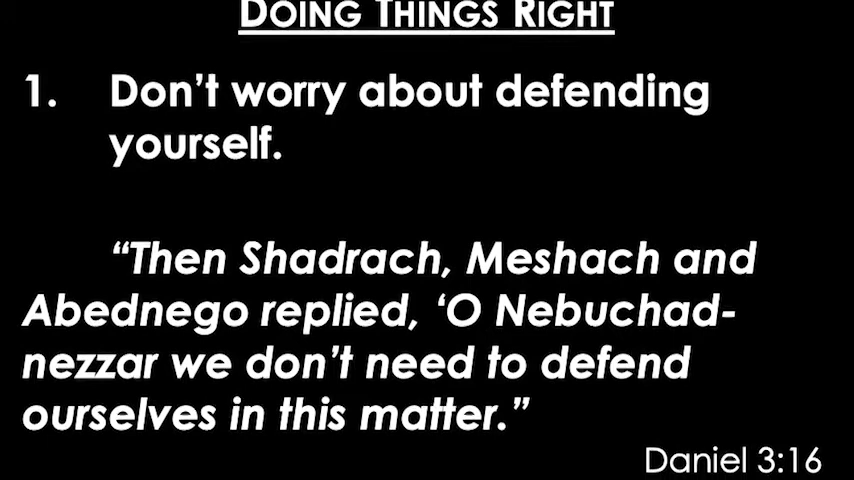 DOING THINGS RIGHT
1. Don’t worry about defending
yourself.
“Then Shadrach, Meshach and
Abednego replied, ‘O Nebuchad-
nezzar we don’t need to defend
ourselves in this matter.”
Daniel 3:16